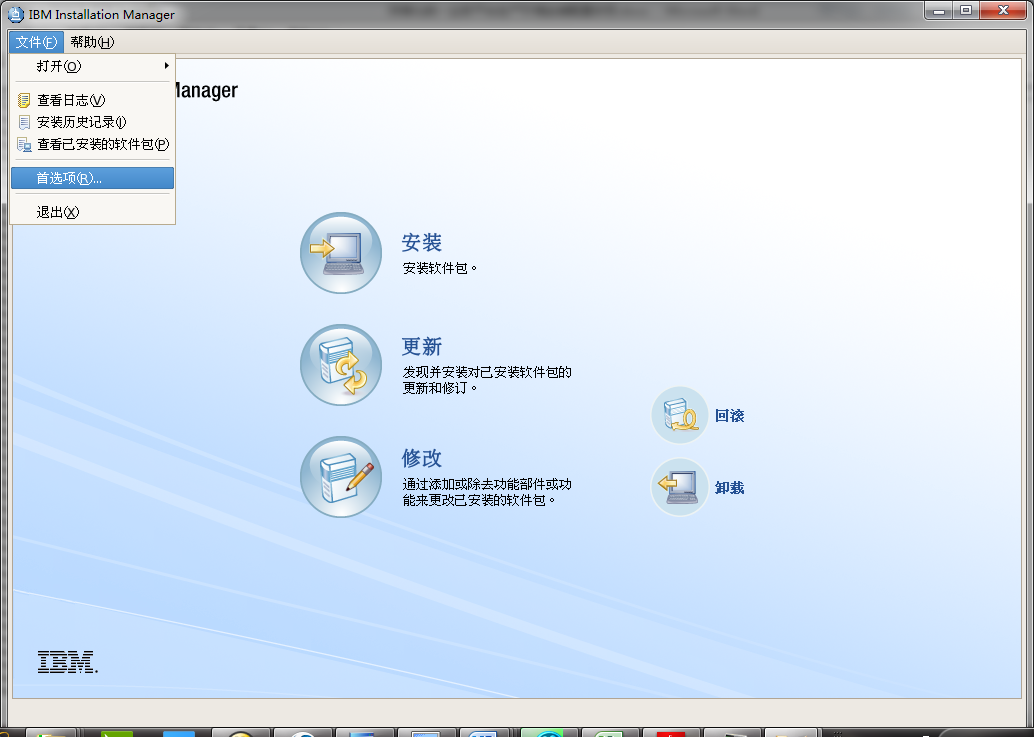 IBM Installation Manager
文件(F) 帮助(H)
打开(O)
Manager
查看日志(V)
安装历史记录(I)
查看已安装的软件包(P)
首选项(R)...
退出(X)
安装
安装软件包。
更新
发现并安装对已安装软件包的
更新和修订。
修改
通过添加或除去功能部件或功
能来更改已安装的软件包。
回滚
卸载
IBM.